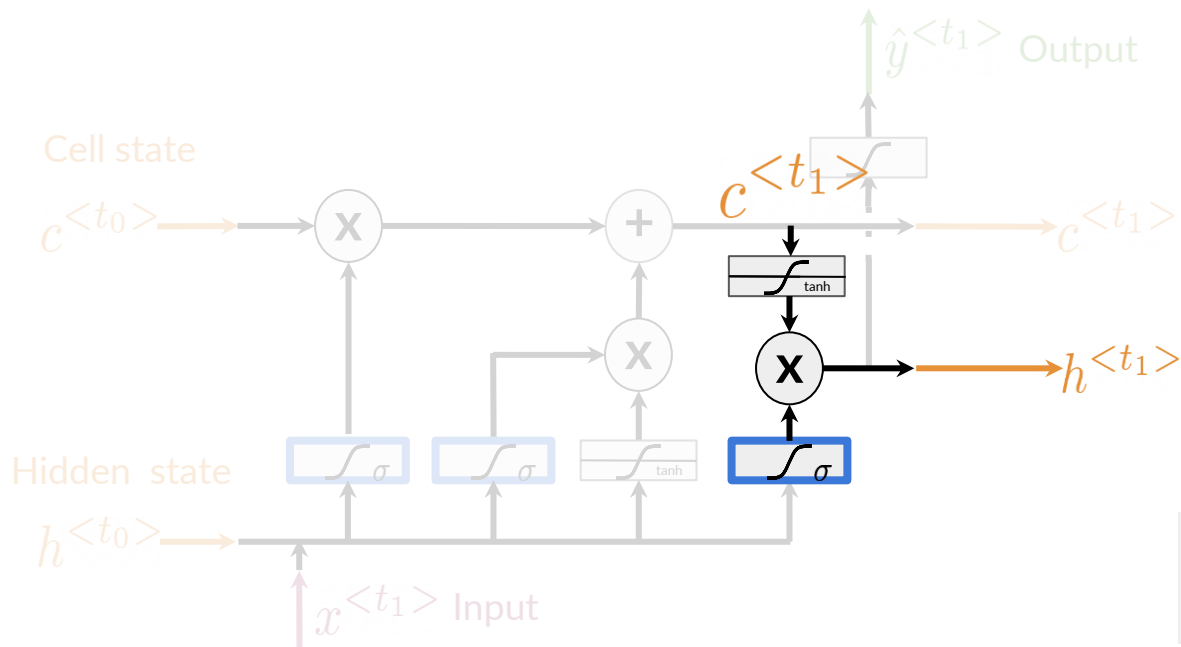 ŷ^<t₁> Output
Cell state
c^<t₀>
X
+
c^<t₁>
c^<t₁>
tanh
X
X
h^<t₁>
Hidden state
σ
σ
tanh
σ
h^<t₀>
x^<t₁> Input